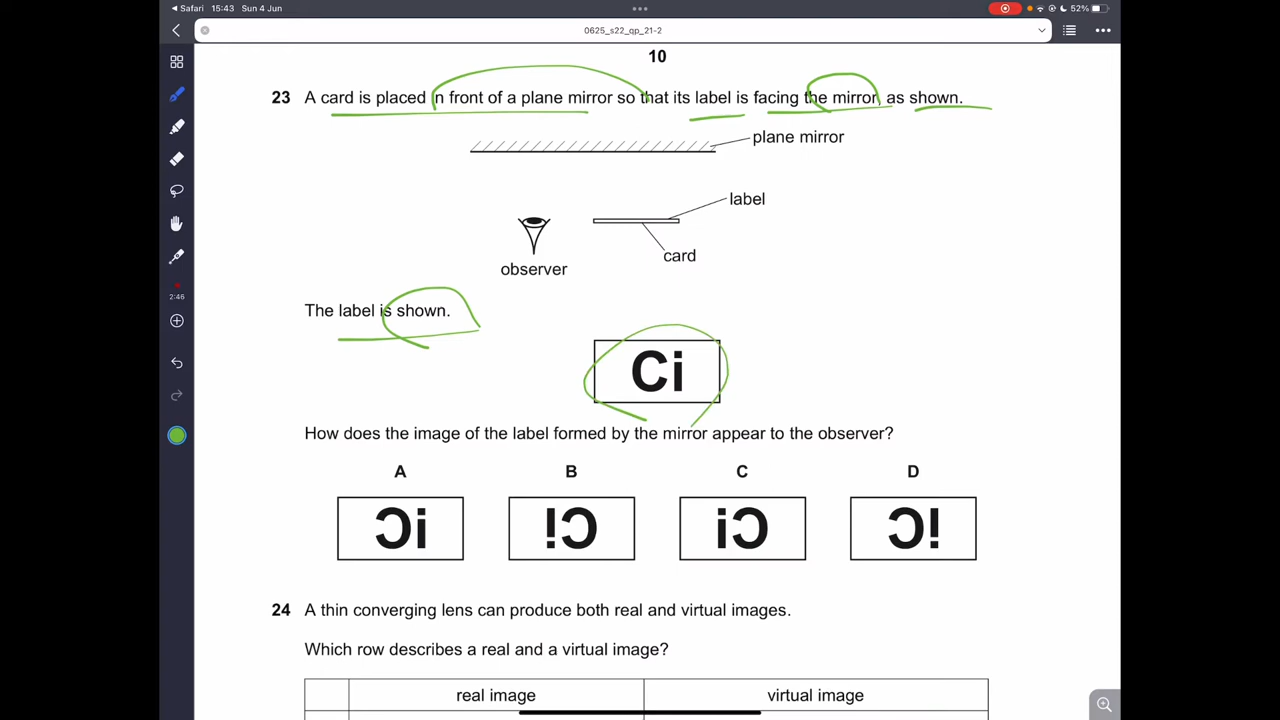 Safari 15:43 Sun 4 Jun
52%
0625_s22_qp_21-2
10
23 A card is placed in front of a plane mirror so that its label is facing the mirror as shown.
plane mirror
label
card
observer
The label is shown.
Ci
How does the image of the label formed by the mirror appear to the observer?
A B C D
Ɔi !Ɔ iƆ Ɔ!
24 A thin converging lens can produce both real and virtual images.
Which row describes a real and a virtual image?
real image virtual image
2:46